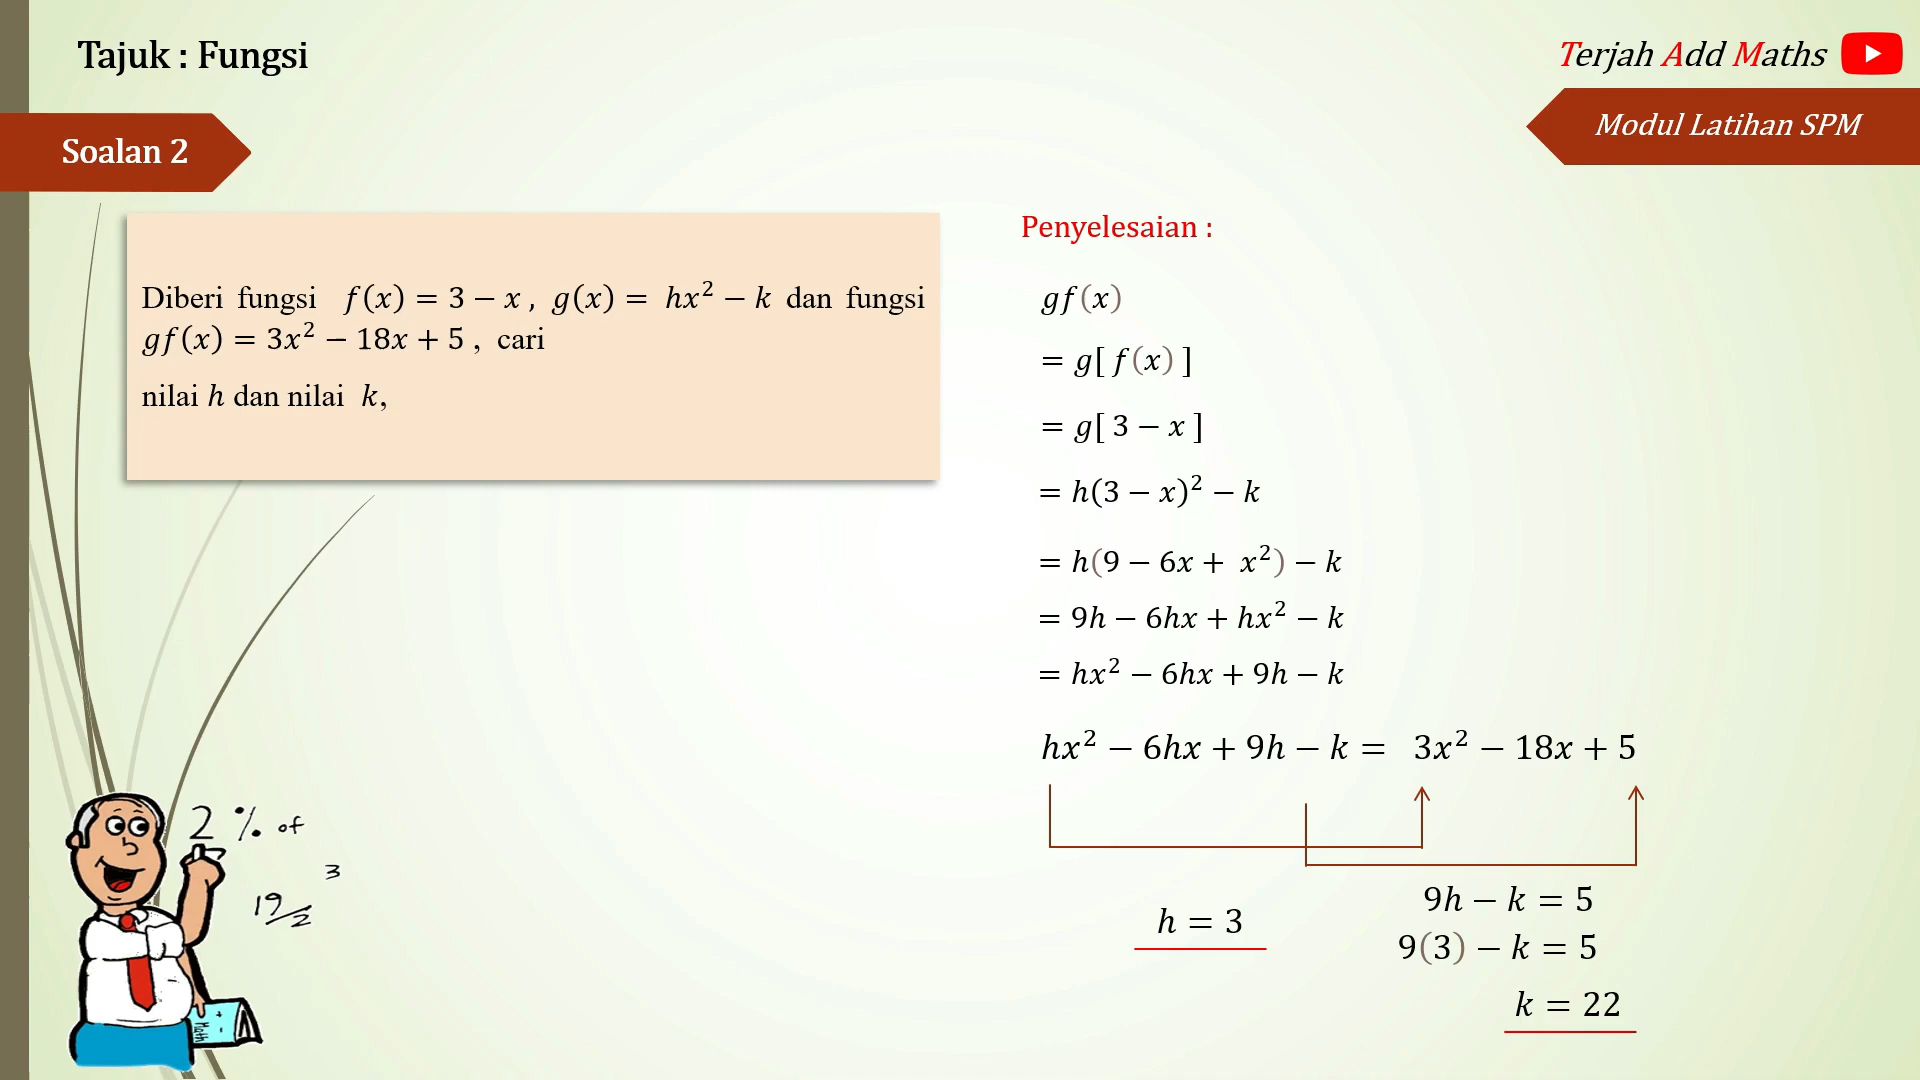 Tajuk : Fungsi
Terjah Add Maths
Modul Latihan SPM
Soalan 2
Diberi fungsi f(x) = 3 − x , g(x) = hx² − k dan fungsi
gf(x) = 3x² − 18x + 5 , cari
nilai h dan nilai k,
Penyelesaian :
gf(x)
= g[ f(x) ]
= g[ 3 − x ]
= h(3 − x)² − k
= h(9 − 6x + x²) − k
= 9h − 6hx + hx² − k
= hx² − 6hx + 9h − k
hx² − 6hx + 9h − k = 3x² − 18x + 5
h = 3
9h − k = 5
9(3) − k = 5
k = 22
2 % of
3
19/2
Math